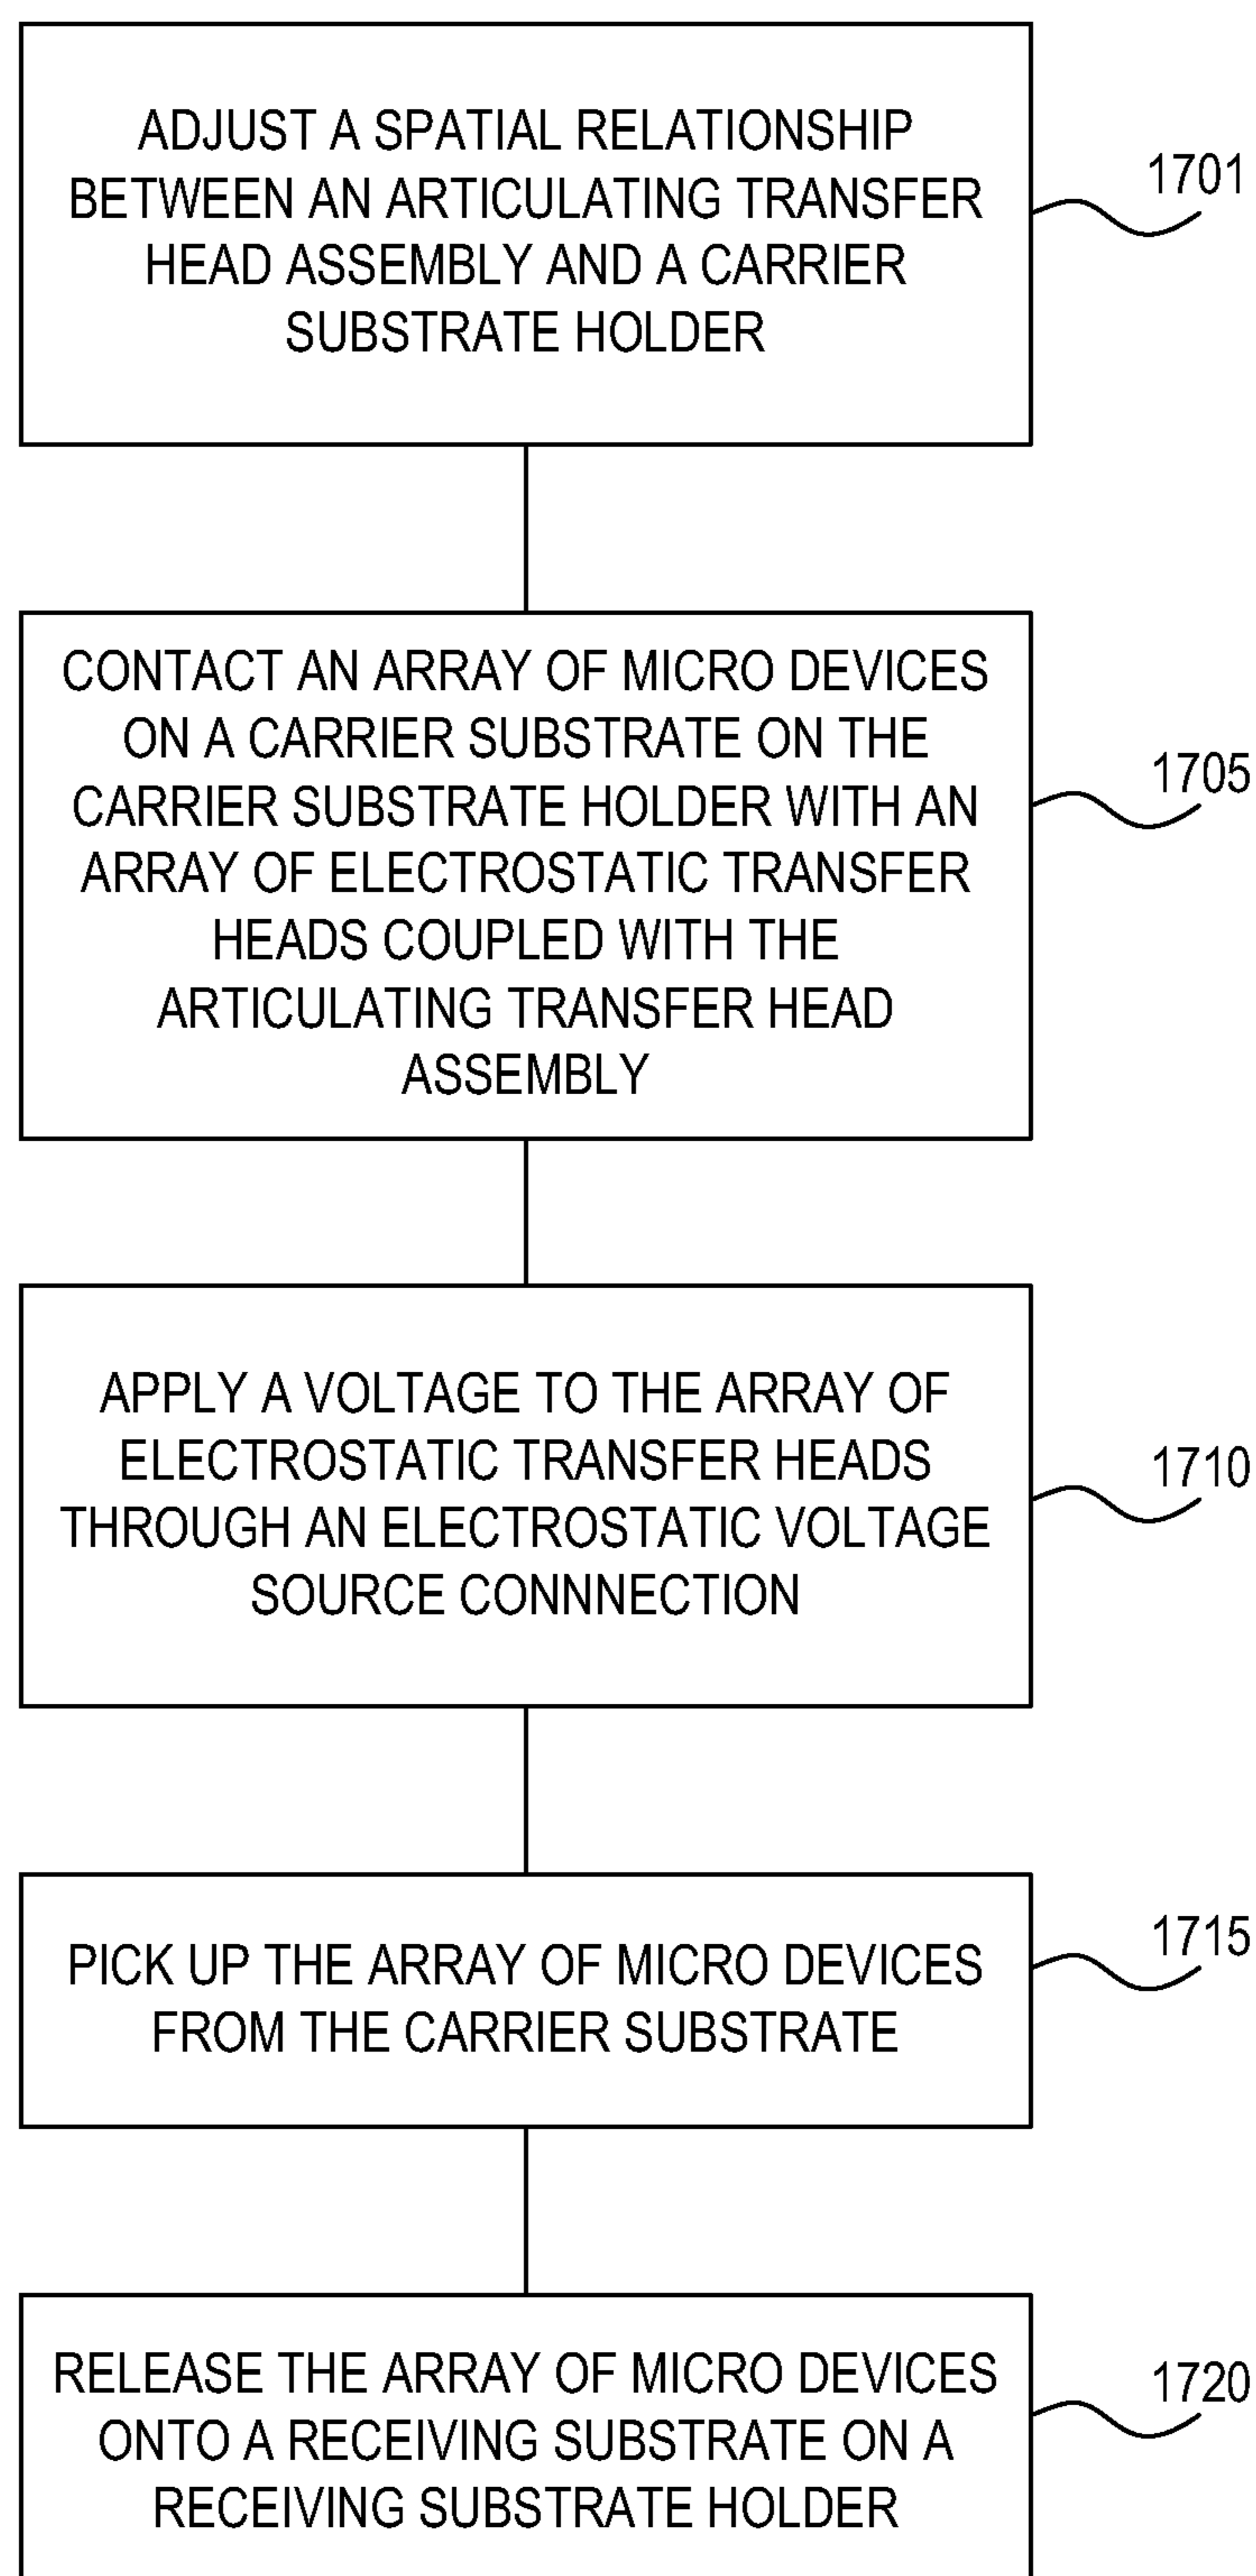 ADJUST A SPATIAL RELATIONSHIP
BETWEEN AN ARTICULATING TRANSFER
HEAD ASSEMBLY AND A CARRIER
SUBSTRATE HOLDER
1701
CONTACT AN ARRAY OF MICRO DEVICES
ON A CARRIER SUBSTRATE ON THE
CARRIER SUBSTRATE HOLDER WITH AN
ARRAY OF ELECTROSTATIC TRANSFER
HEADS COUPLED WITH THE
ARTICULATING TRANSFER HEAD
ASSEMBLY
1705
APPLY A VOLTAGE TO THE ARRAY OF
ELECTROSTATIC TRANSFER HEADS
THROUGH AN ELECTROSTATIC VOLTAGE
SOURCE CONNNECTION
1710
PICK UP THE ARRAY OF MICRO DEVICES
FROM THE CARRIER SUBSTRATE
1715
RELEASE THE ARRAY OF MICRO DEVICES
ONTO A RECEIVING SUBSTRATE ON A
RECEIVING SUBSTRATE HOLDER
1720